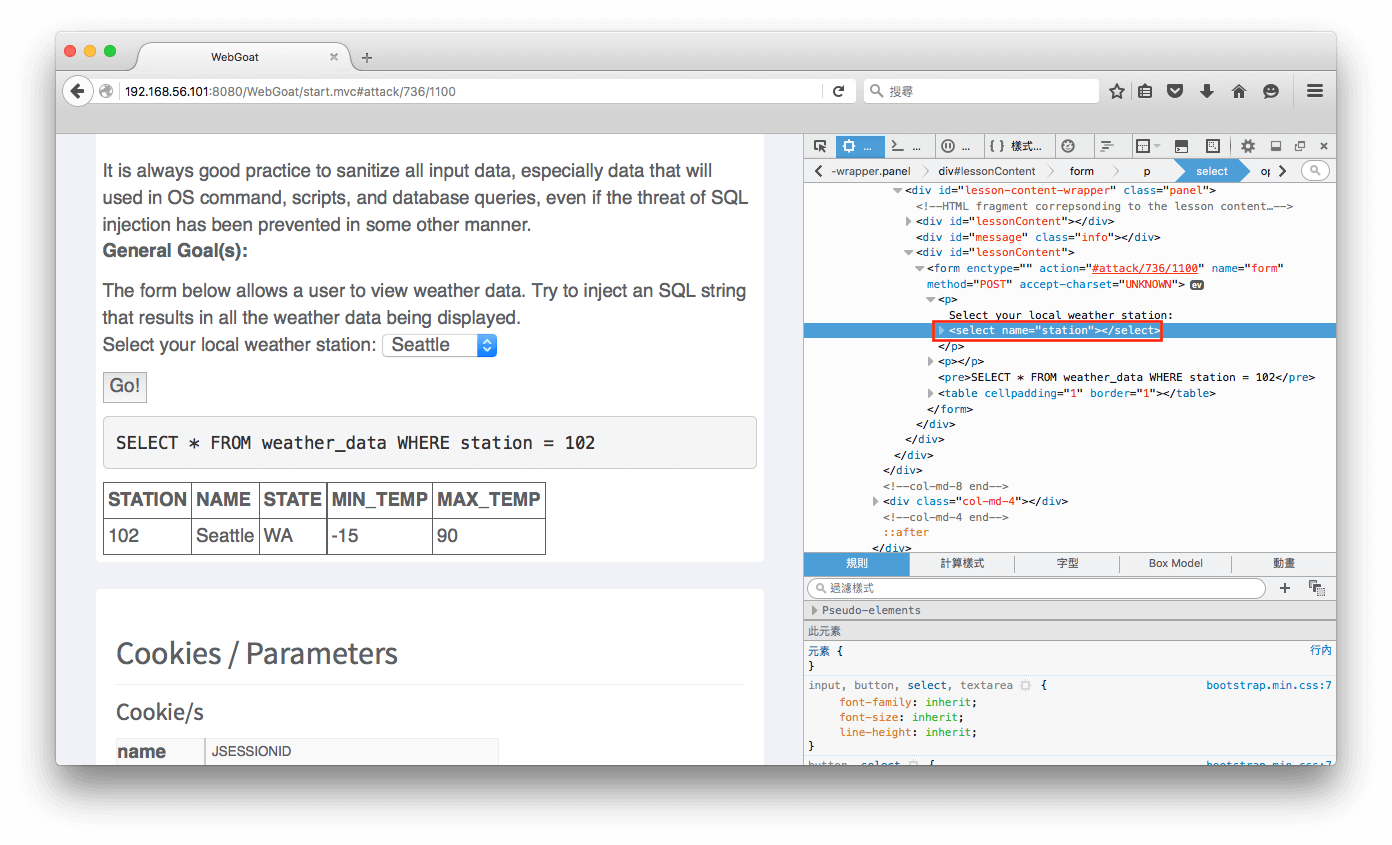 WebGoat
192.168.56.101:8080/WebGoat/start.mvc#attack/736/1100
搜尋
It is always good practice to sanitize all input data, especially data that will
used in OS command, scripts, and database queries, even if the threat of SQL
injection has been prevented in some other manner.
General Goal(s):
The form below allows a user to view weather data. Try to inject an SQL string
that results in all the weather data being displayed.
Select your local weather station: Seattle
Go!
SELECT * FROM weather_data WHERE station = 102
STATION NAME STATE MIN_TEMP MAX_TEMP
102 Seattle WA -15 90
Cookies / Parameters
Cookie/s
name JSESSIONID
... ... ... { } 樣式...
-wrapper.panel div#lessonContent form p select
<div id="lesson-content-wrapper" class="panel">
<!--HTML fragment correpsonding to the lesson content…-->
<div id="lessonContent"></div>
<div id="message" class="info"></div>
<div id="lessonContent">
<form enctype="" action="#attack/736/1100" name="form"
method="POST" accept-charset="UNKNOWN"> ev
<p>
Select your local weather station:
<select name="station"></select>
</p>
<p></p>
<pre>SELECT * FROM weather_data WHERE station = 102</pre>
<table cellpadding="1" border="1"></table>
</form>
</div>
</div>
</div>
</div>
<!--col-md-8 end-->
<div class="col-md-4"></div>
<!--col-md-4 end-->
::after
</div>
規則 計算樣式 字型 Box Model 動畫
過濾樣式
Pseudo-elements
此元素
元素 { 行內
}
input, button, select, textarea { bootstrap.min.css:7
font-family: inherit;
font-size: inherit;
line-height: inherit;
}
button, select { bootstrap.min.css:7